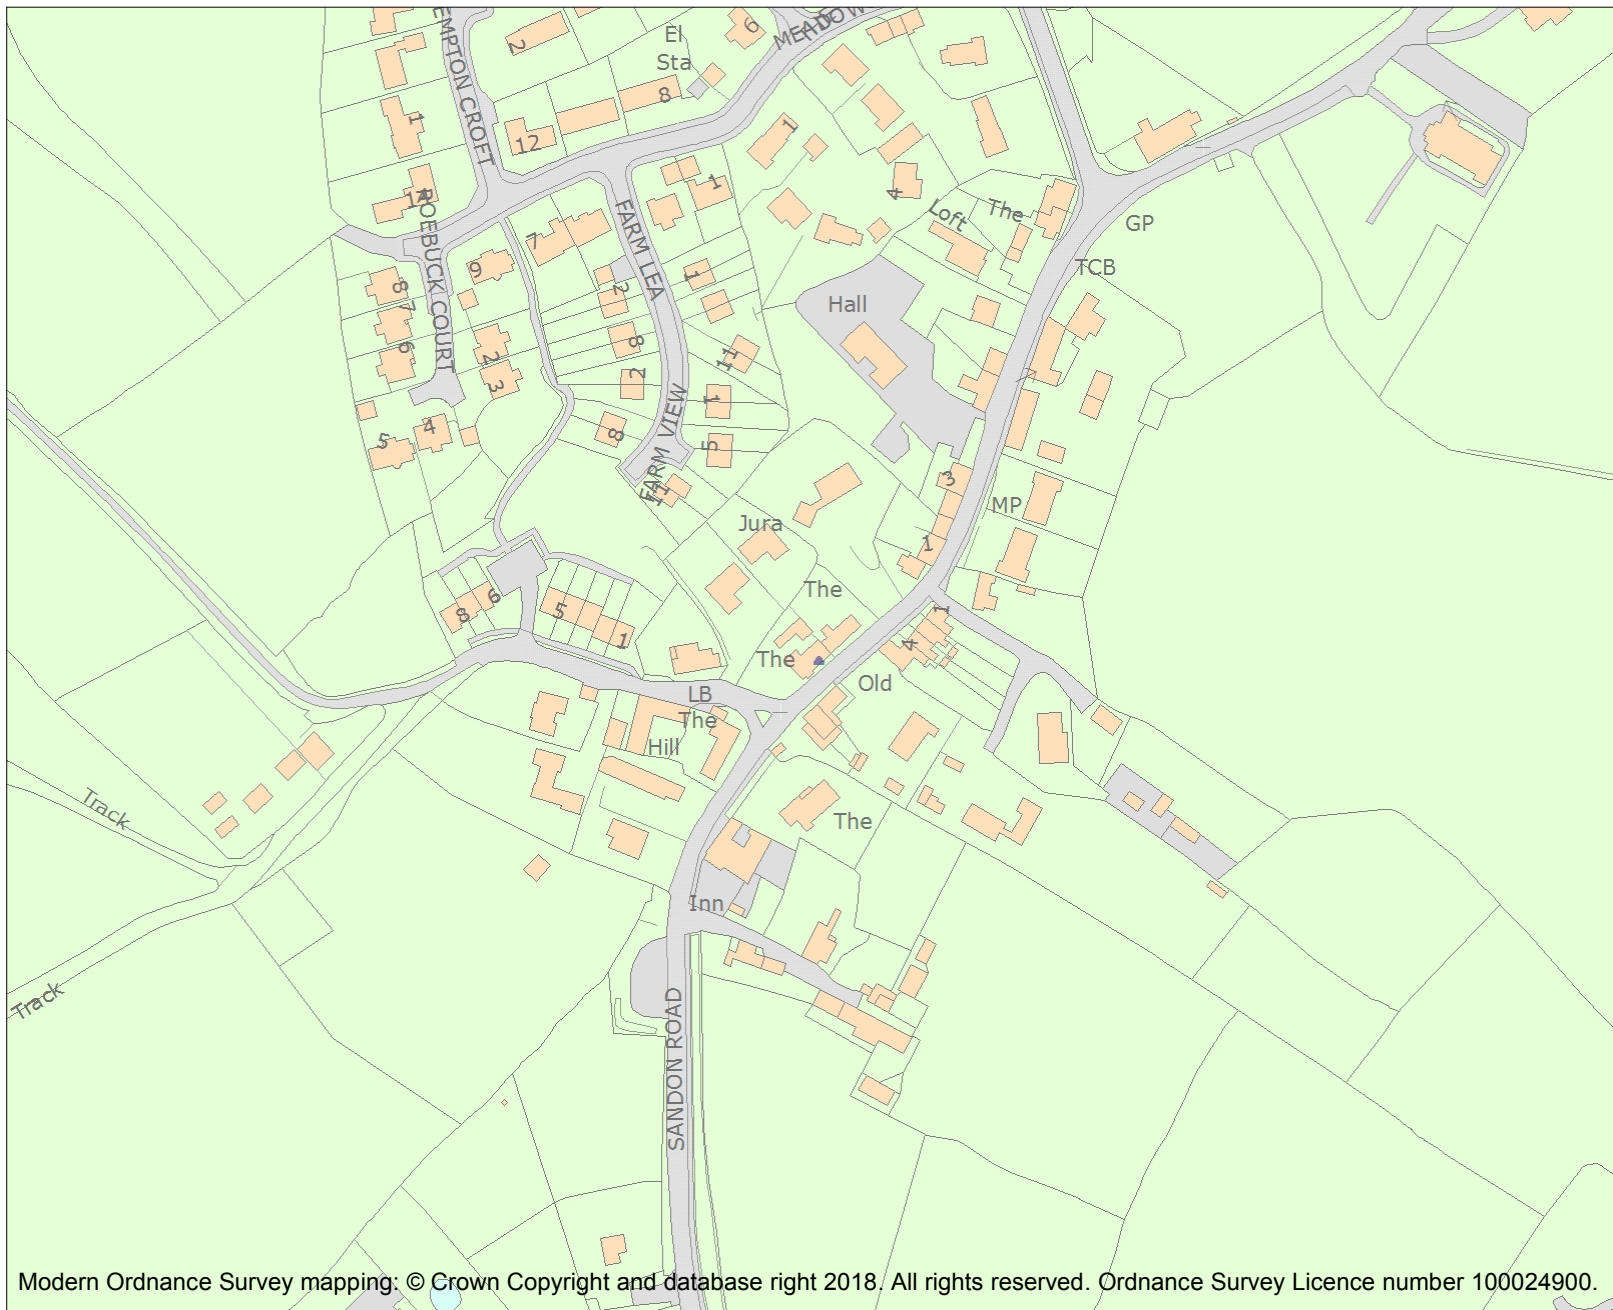 EMPTON CROFT
2
El
Sta
6
MEADOW
8
1
12
1
1A
ROEBUCK COURT
FARM LEA
1
4
Loft
The
GP
7
9
TCB
8
7
2
1
Hall
6
2
3
8
11
2
1
FARM VIEW
5
4
8
5
11
3
MP
Jura
1
The
8
6
5
1
1
4
The
Old
LB
The
Hill
The
Track
Inn
Track
SANDON ROAD
Modern Ordnance Survey mapping: © Crown Copyright and database right 2018. All rights reserved. Ordnance Survey Licence number 100024900.